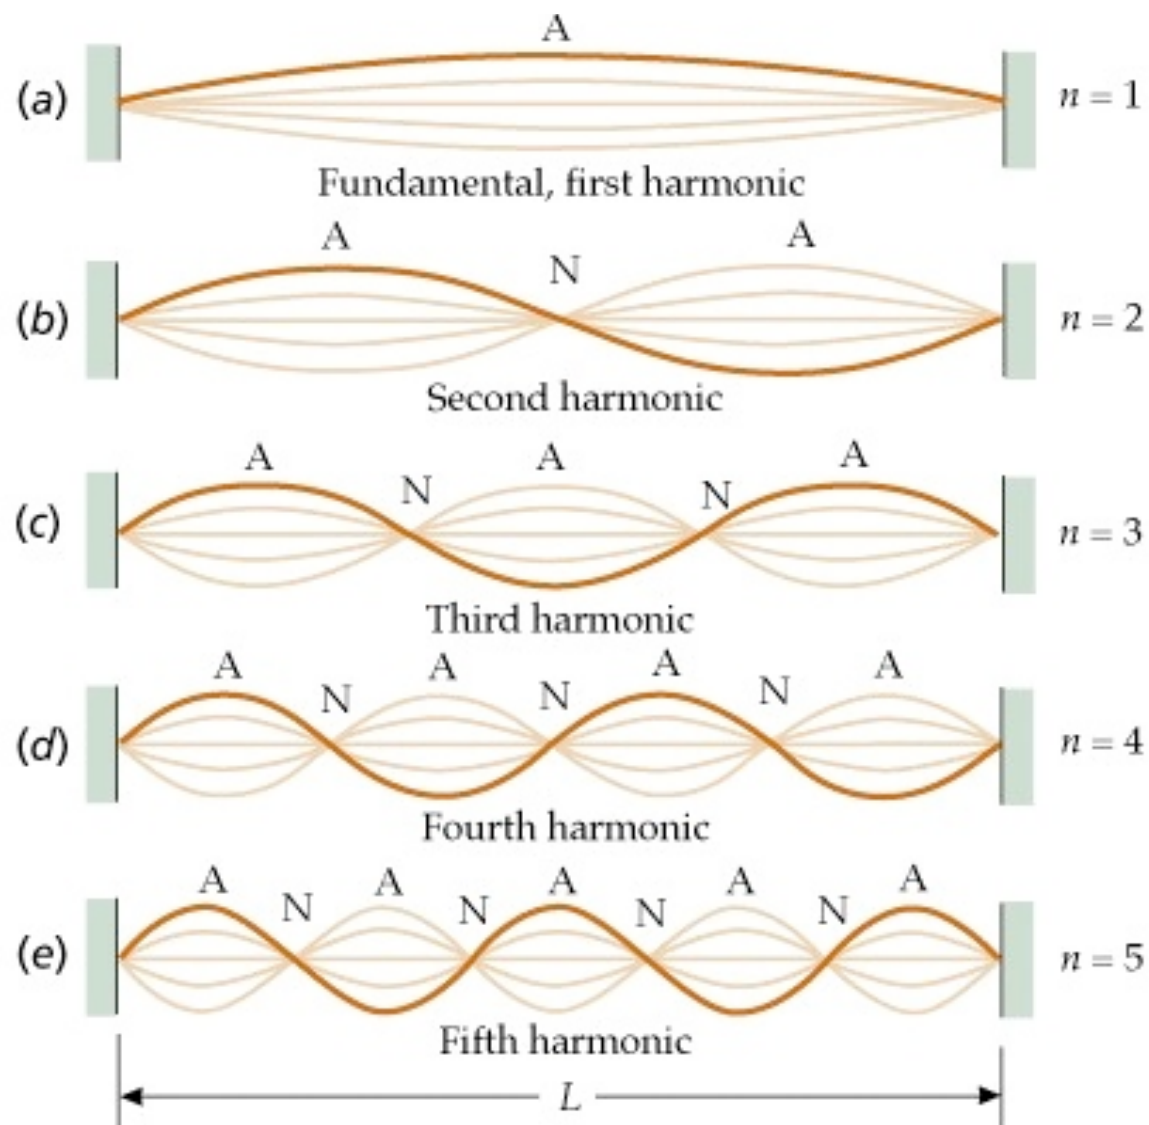 A
(a) n = 1
Fundamental, first harmonic
A N A
(b) n = 2
Second harmonic
A N A N A
(c) n = 3
Third harmonic
A N A N A N A
(d) n = 4
Fourth harmonic
A N A N A N A N A
(e) n = 5
Fifth harmonic
L